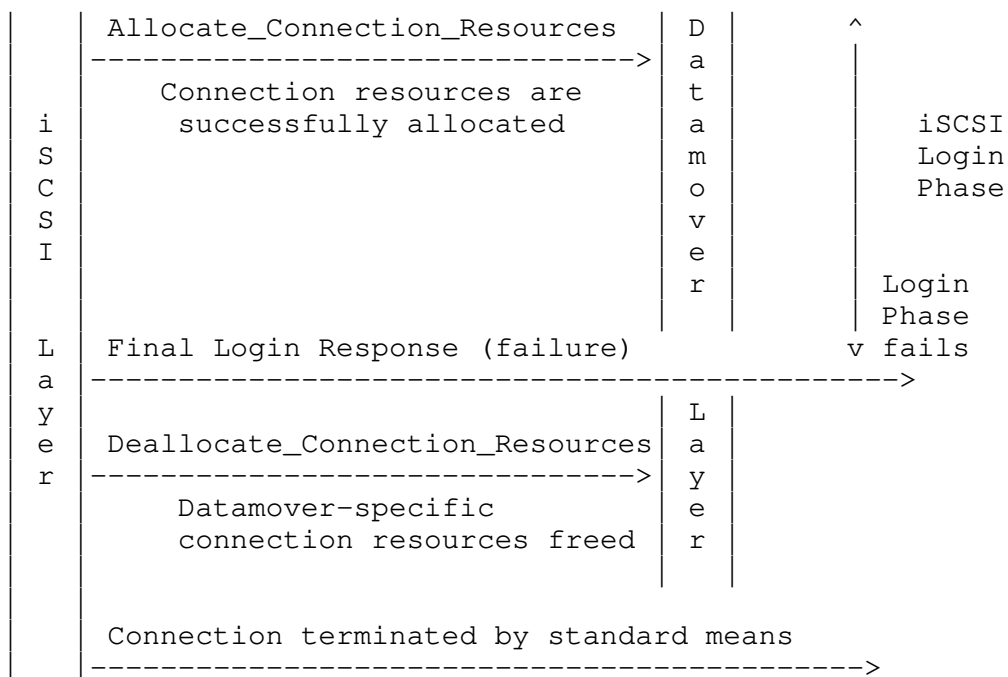 Allocate_Connection_Resources D ^
-------------------------------> a
Connection resources are t
i successfully allocated a iSCSI
S m Login
C o Phase
S v
I e
r Login
Phase
L Final Login Response (failure) v fails
a ---------------------------------------------->
y L
e Deallocate_Connection_Resources a
r -------------------------------> y
Datamover-specific e
connection resources freed r
Connection terminated by standard means
-------------------------------------------->